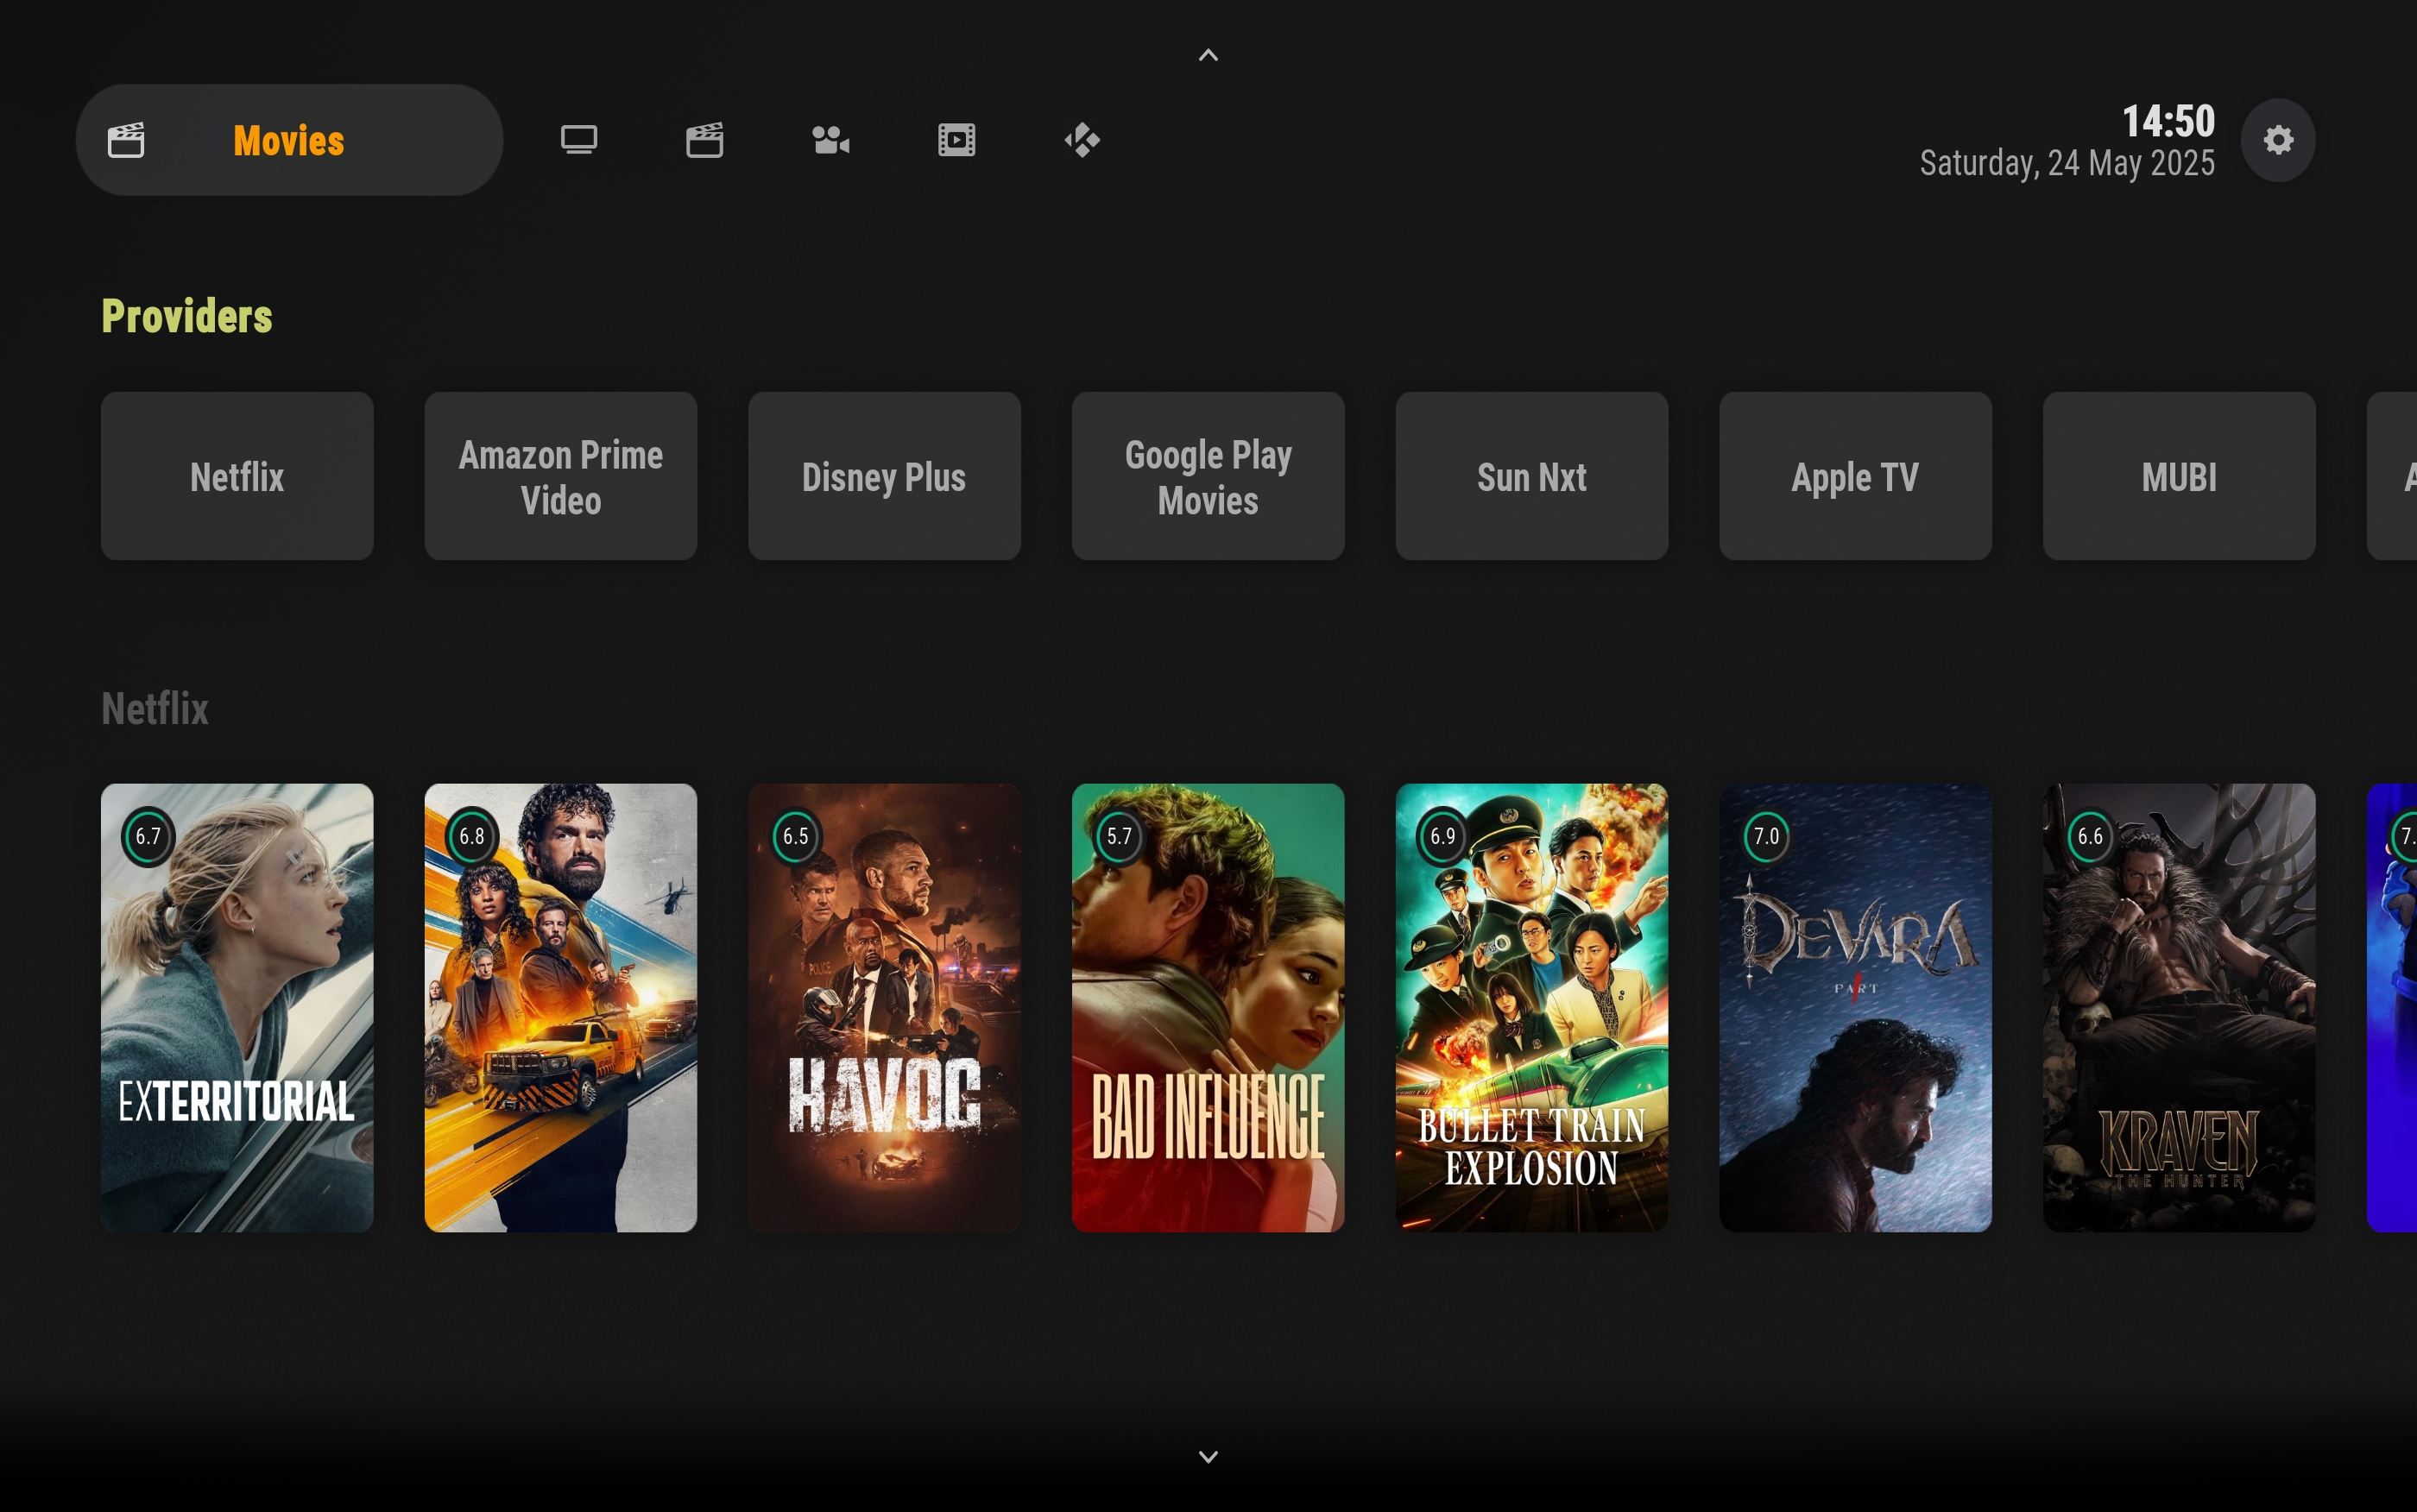 Movies
14:50
Saturday, 24 May 2025
Providers
Netflix
Amazon Prime
Video
Disney Plus
Google Play
Movies
Sun Nxt
Apple TV
MUBI
Netflix
6.7
EXTERRITORIAL
6.8
6.5
POLICE
HAVOC
5.7
BAD INFLUENCE
6.9
BULLET TRAIN
EXPLOSION
7.0
DEVARA
PART
6.6
KRAVEN
THE HUNTER